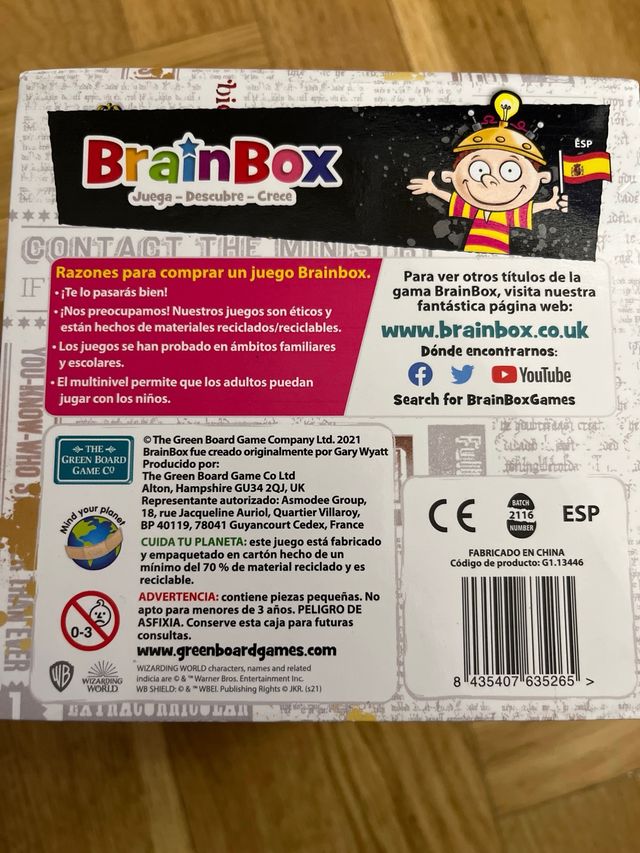 BrainBox
Juega – Descubre – Crece
ESP
CONTACT THE MINISTRY
Razones para comprar un juego Brainbox.
• ¡Te lo pasarás bien!
• ¡Nos preocupamos! Nuestros juegos son éticos y
están hechos de materiales reciclados/reciclables.
• Los juegos se han probado en ámbitos familiares
y escolares.
• El multinivel permite que los adultos puedan
jugar con los niños.
Para ver otros títulos de la
gama BrainBox, visita nuestra
fantástica página web:
www.brainbox.co.uk
Dónde encontrarnos:
YouTube
Search for BrainBoxGames
IF
YOU-KNOW-WHO
THAN EVER
THE
GREEN BOARD
GAME CO
© The Green Board Game Company Ltd. 2021
BrainBox fue creado originalmente por Gary Wyatt
Producido por:
The Green Board Game Co Ltd
Alton, Hampshire GU34 2QJ, UK
Representante autorizado: Asmodee Group,
18, rue Jacqueline Auriol, Quartier Villaroy,
BP 40119, 78041 Guyancourt Cedex, France
Mind your planet
CUIDA TU PLANETA: este juego está fabricado
y empaquetado en cartón hecho de un
mínimo del 70 % de material reciclado y es
reciclable.
0-3
ADVERTENCIA: contiene piezas pequeñas. No
apto para menores de 3 años. PELIGRO DE
ASFIXIA. Conserve esta caja para futuras
consultas.
www.greenboardgames.com
WB
WIZARDING
WORLD
WIZARDING WORLD characters, names and related
indicia are © & ™ Warner Bros. Entertainment Inc.
WB SHIELD: © & ™ WBEI. Publishing Rights © JKR. (s21)
CE
BATCH
2116
NUMBER
ESP
FABRICADO EN CHINA
Código de producto: G1.13446
8 435407 635265 >
EXTRACURRICULAR